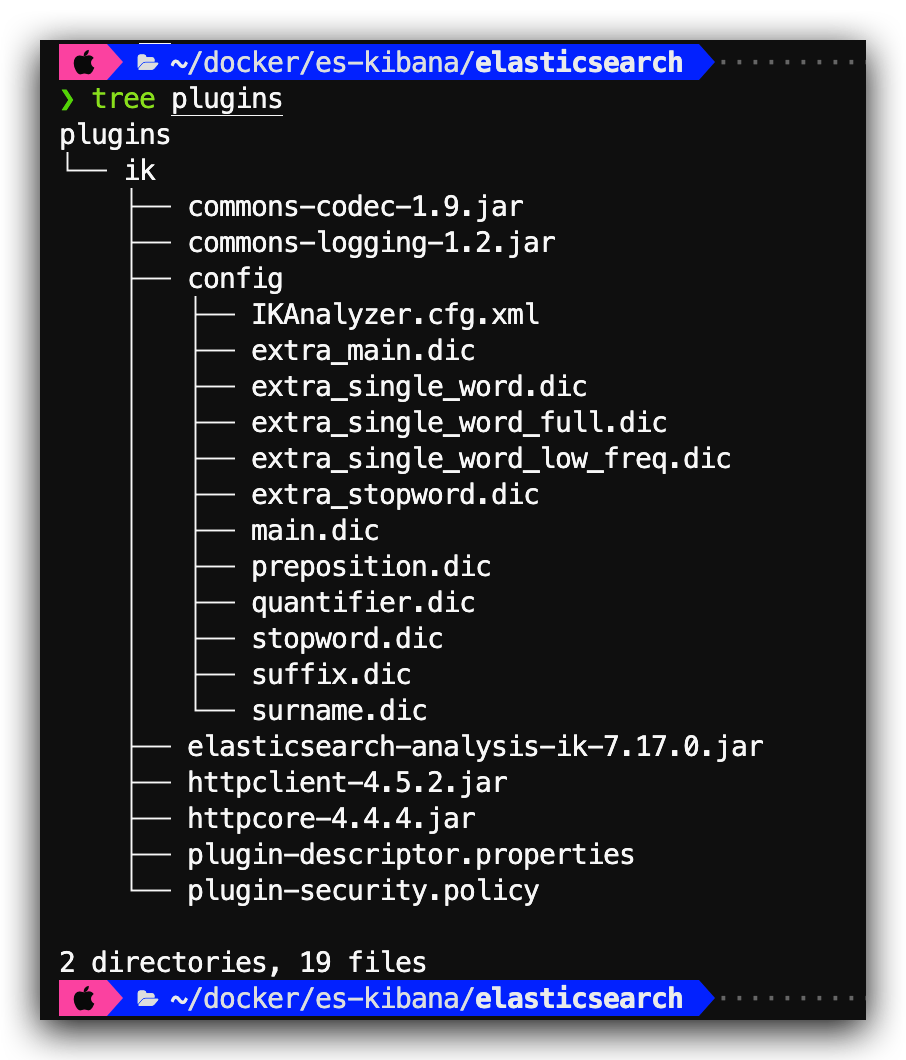 ~/docker/es-kibana/elasticsearch ··········
❯ tree plugins
plugins
└── ik
    ├── commons-codec-1.9.jar
    ├── commons-logging-1.2.jar
    ├── config
    │   ├── IKAnalyzer.cfg.xml
    │   ├── extra_main.dic
    │   ├── extra_single_word.dic
    │   ├── extra_single_word_full.dic
    │   ├── extra_single_word_low_freq.dic
    │   ├── extra_stopword.dic
    │   ├── main.dic
    │   ├── preposition.dic
    │   ├── quantifier.dic
    │   ├── stopword.dic
    │   ├── suffix.dic
    │   └── surname.dic
    ├── elasticsearch-analysis-ik-7.17.0.jar
    ├── httpclient-4.5.2.jar
    ├── httpcore-4.4.4.jar
    ├── plugin-descriptor.properties
    └── plugin-security.policy
2 directories, 19 files
~/docker/es-kibana/elasticsearch ··········